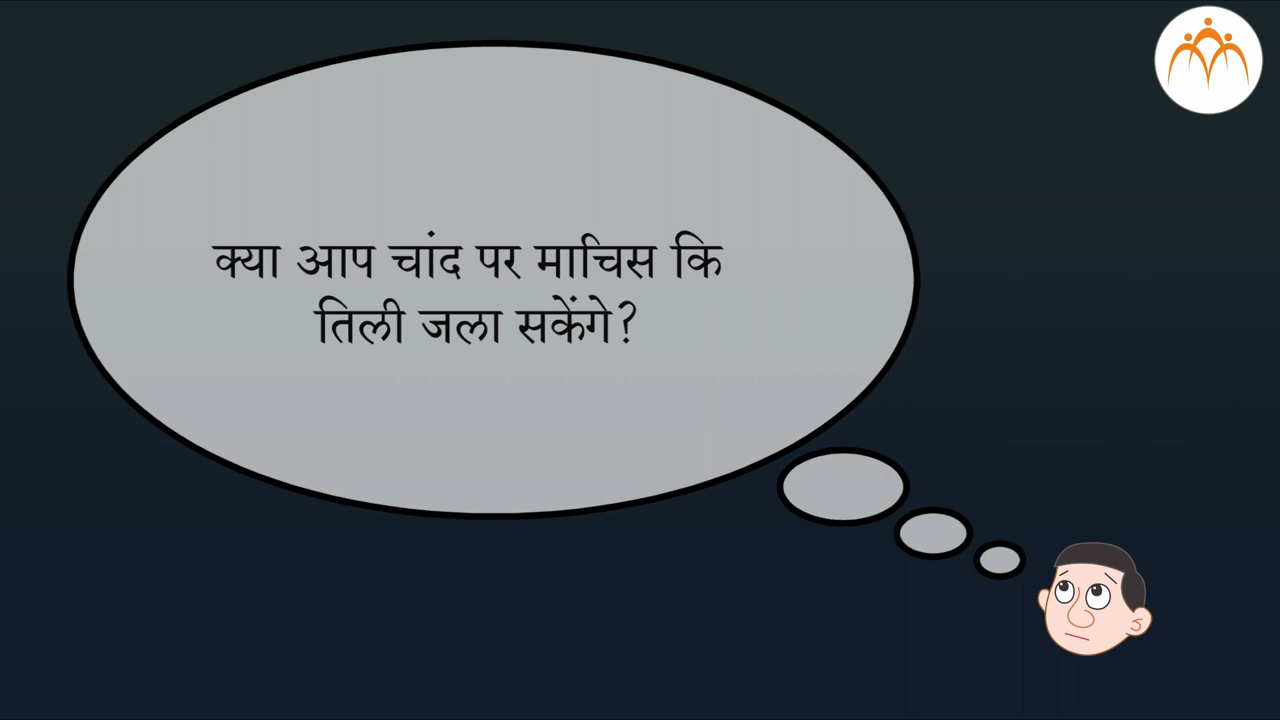 क्या आप चांद पर माचिस कि
तिली जला सकेंगे?